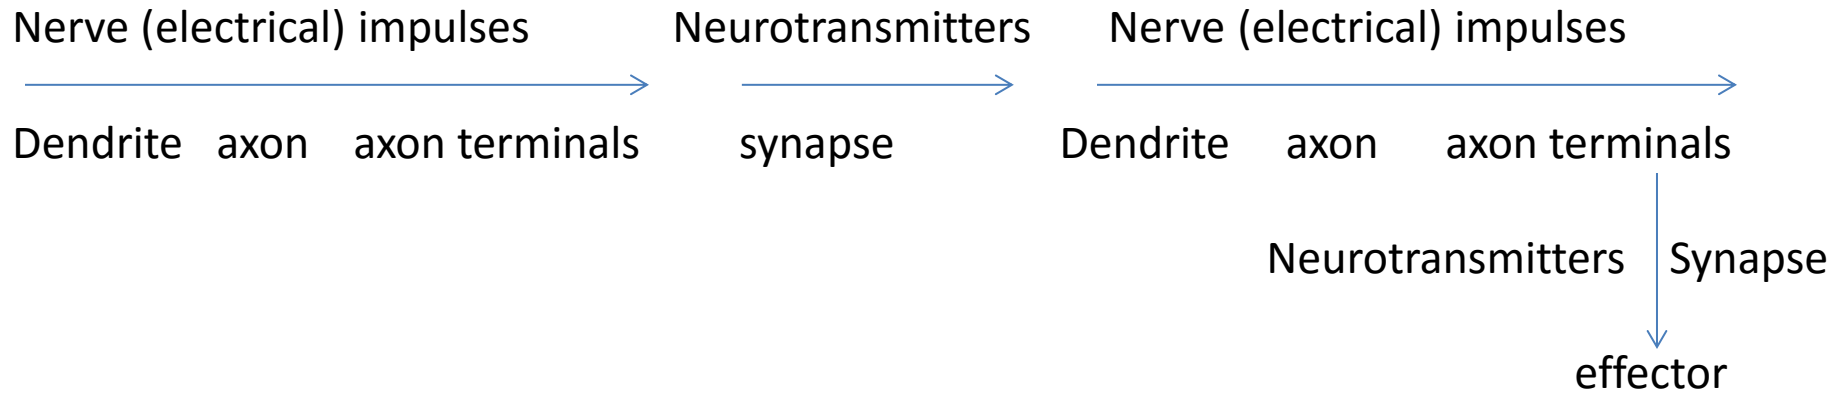 Nerve (electrical) impulses Neurotransmitters Nerve (electrical) impulses
Dendrite axon axon terminals synapse Dendrite axon axon terminals
Neurotransmitters Synapse
effector